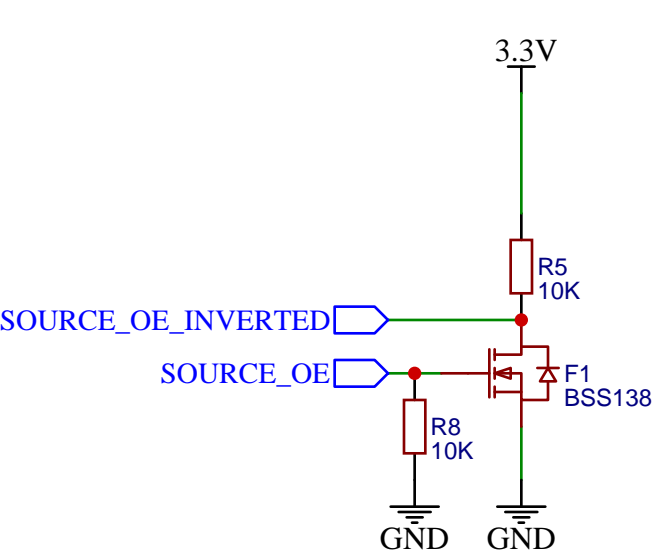 3.3V
R5
10K
SOURCE_OE_INVERTED
SOURCE_OE
F1
BSS138
R8
10K
GND
GND